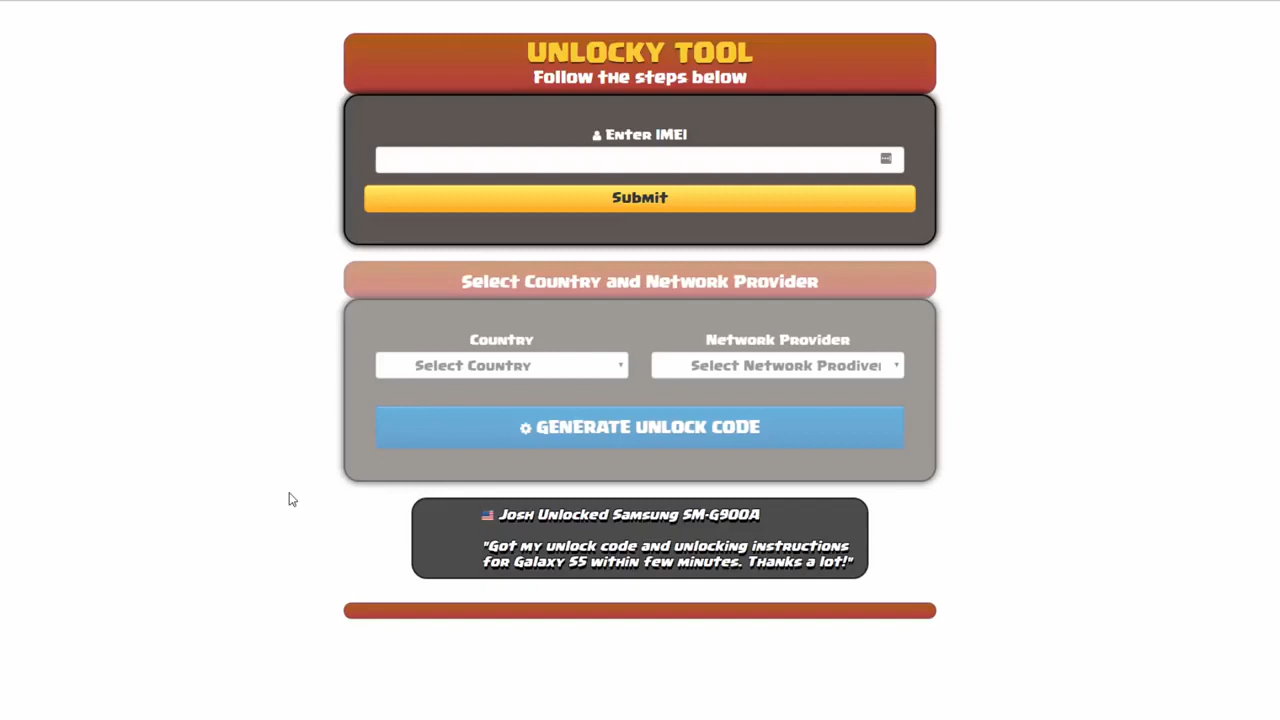 UNLOCKY TOOL
Follow the steps below
Enter IMEI
Submit
Select Country and Network Provider
Country
Network Provider
Select Country
Select Network Prodiver
GENERATE UNLOCK CODE
Josh Unlocked Samsung SM-G900A
"Got my unlock code and unlocking instructions
for Galaxy S5 within few minutes. Thanks a lot!"